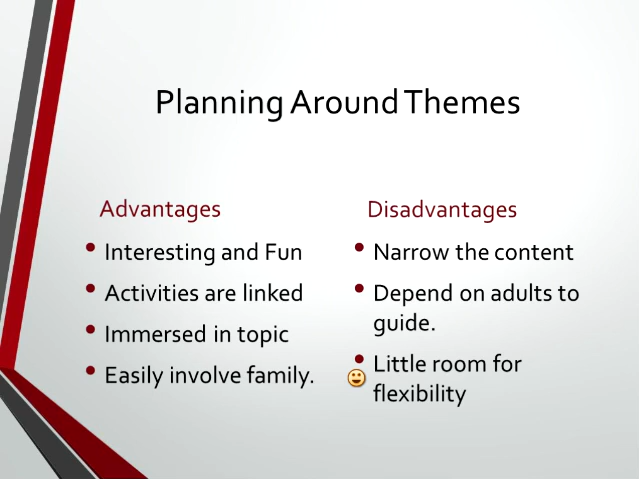 Planning Around Themes
Advantages
• Interesting and Fun
• Activities are linked
• Immersed in topic
• Easily involve family.
Disadvantages
• Narrow the content
• Depend on adults to
guide.
• Little room for
flexibility